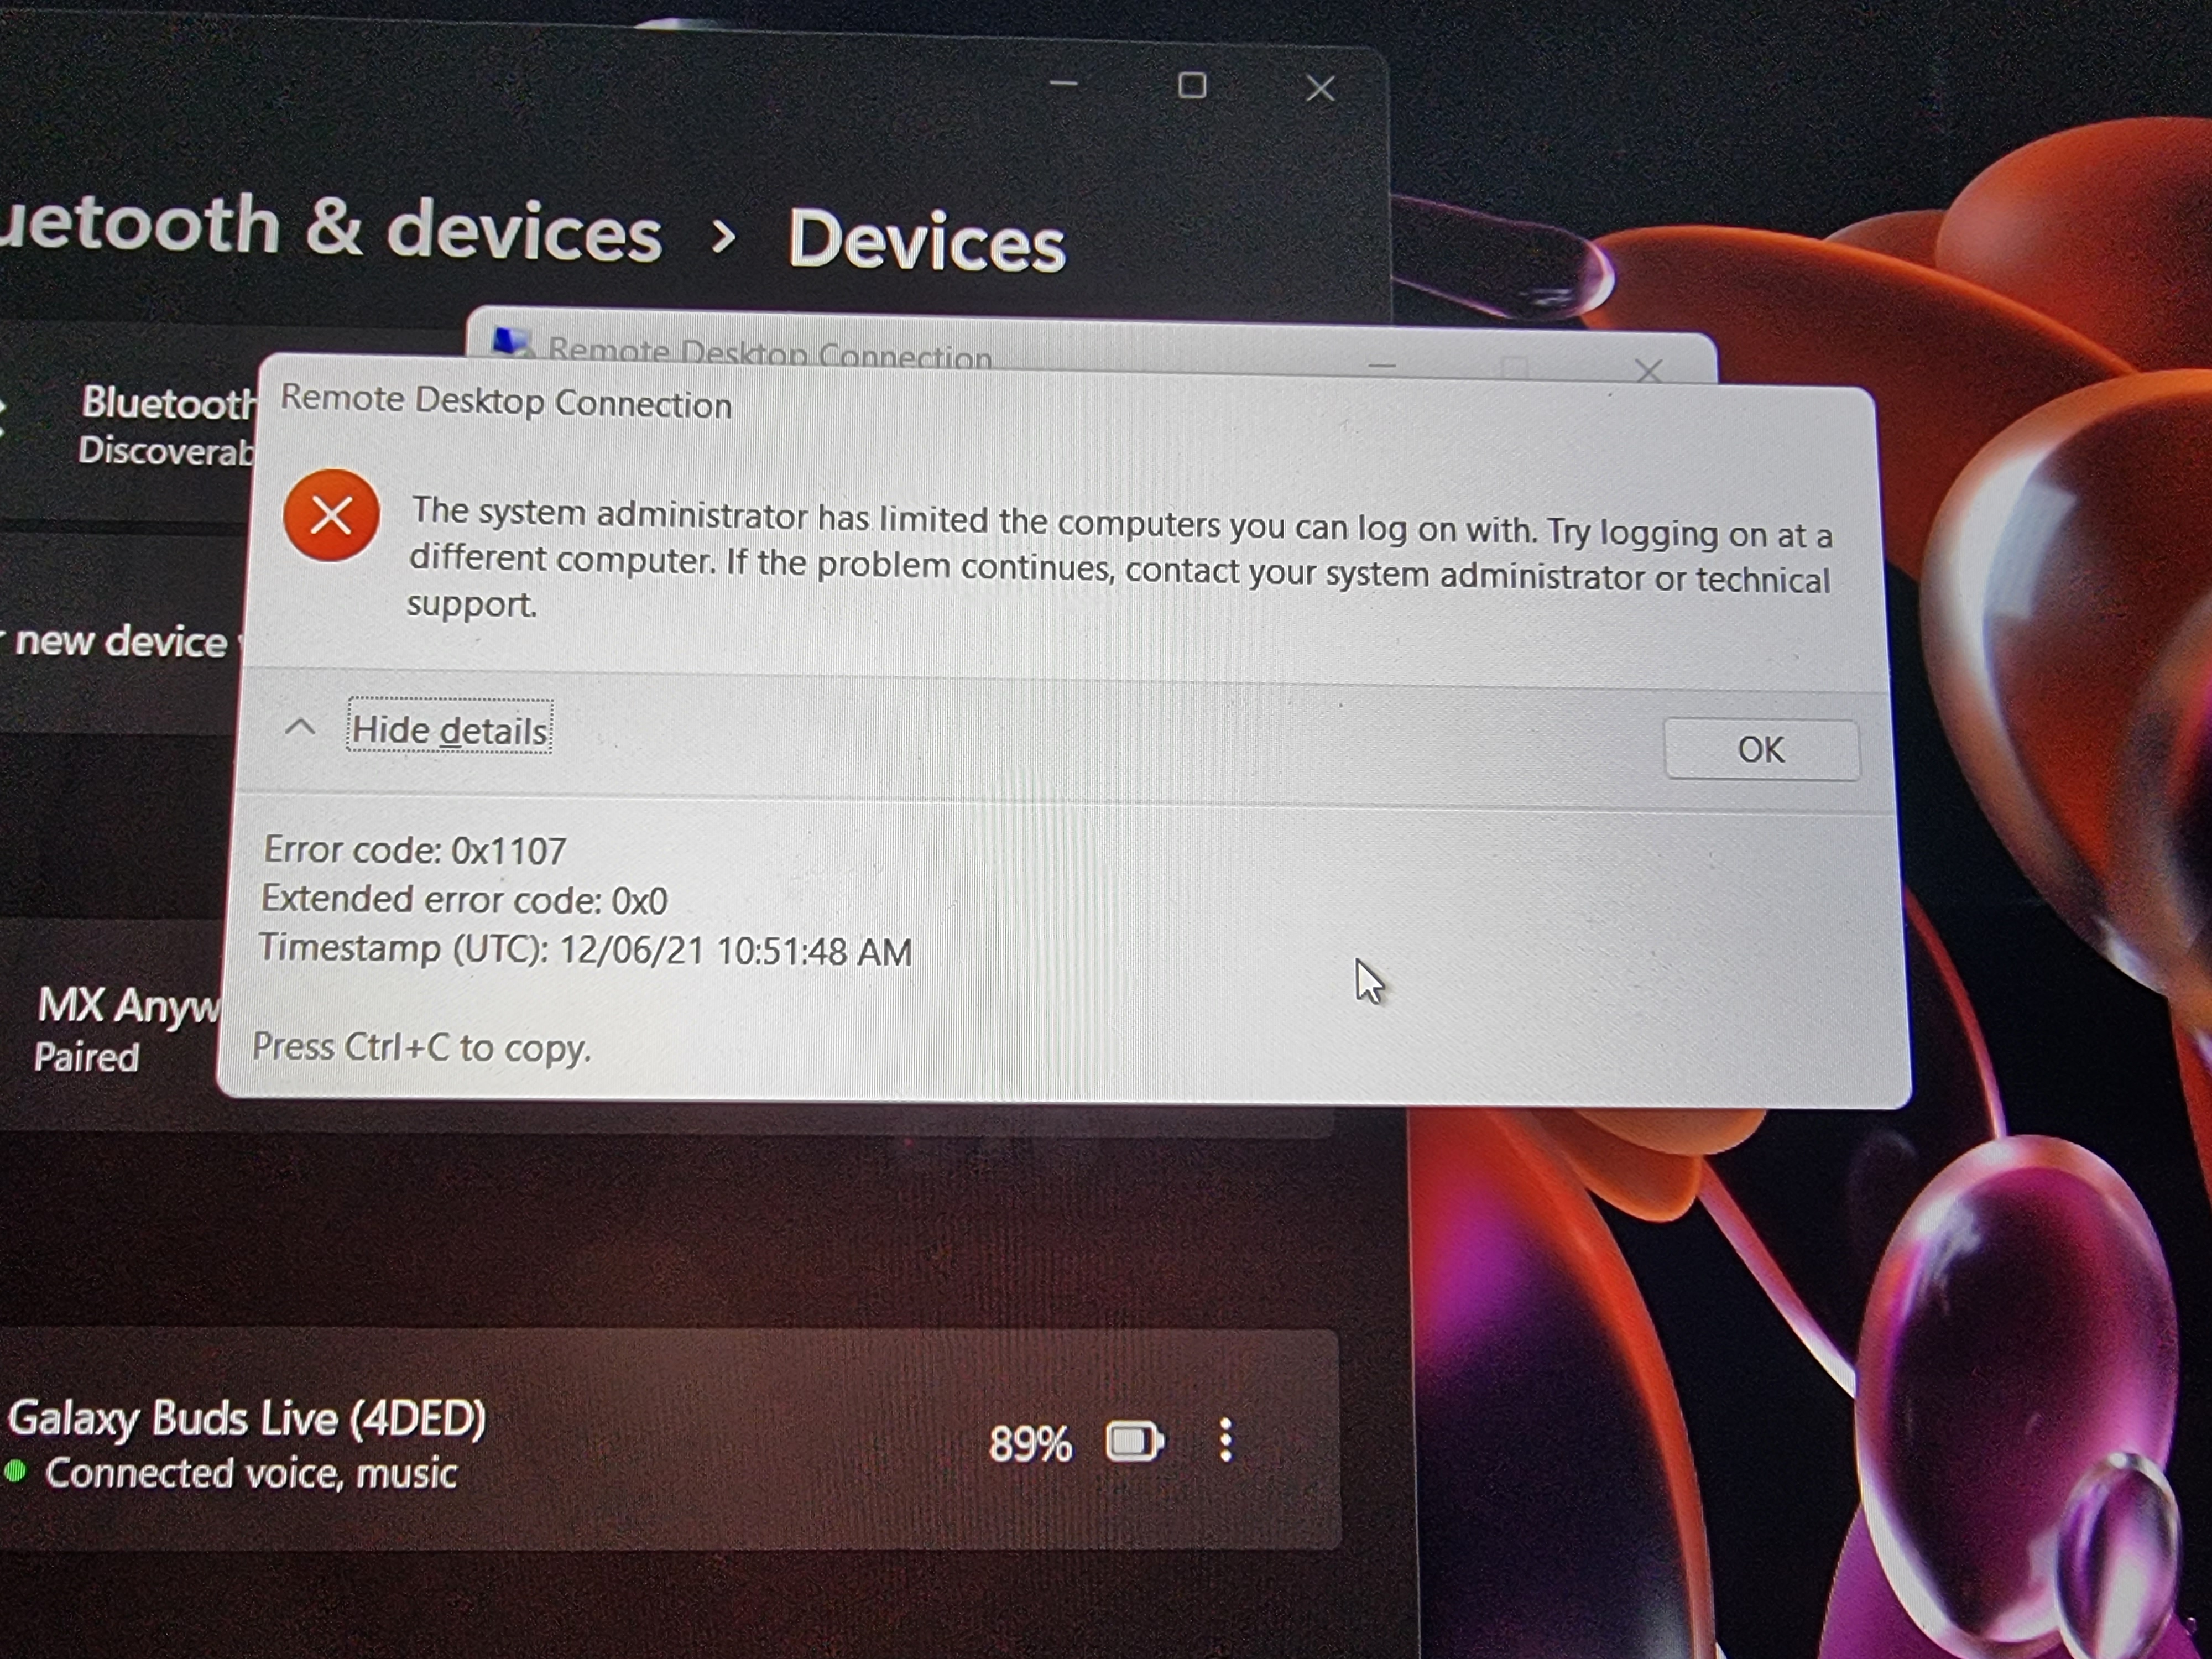 uetooth & devices › Devices
Remote Desktop Connection
Bluetooth
Discoverab
Remote Desktop Connection
The system administrator has limited the computers you can log on with. Try logging on at a
different computer. If the problem continues, contact your system administrator or technical
support.
new device
Hide details
OK
Error code: 0x1107
Extended error code: 0x0
Timestamp (UTC): 12/06/21 10:51:48 AM
MX Anyw
Paired
Press Ctrl+C to copy.
Galaxy Buds Live (4DED)
89%
Connected voice, music